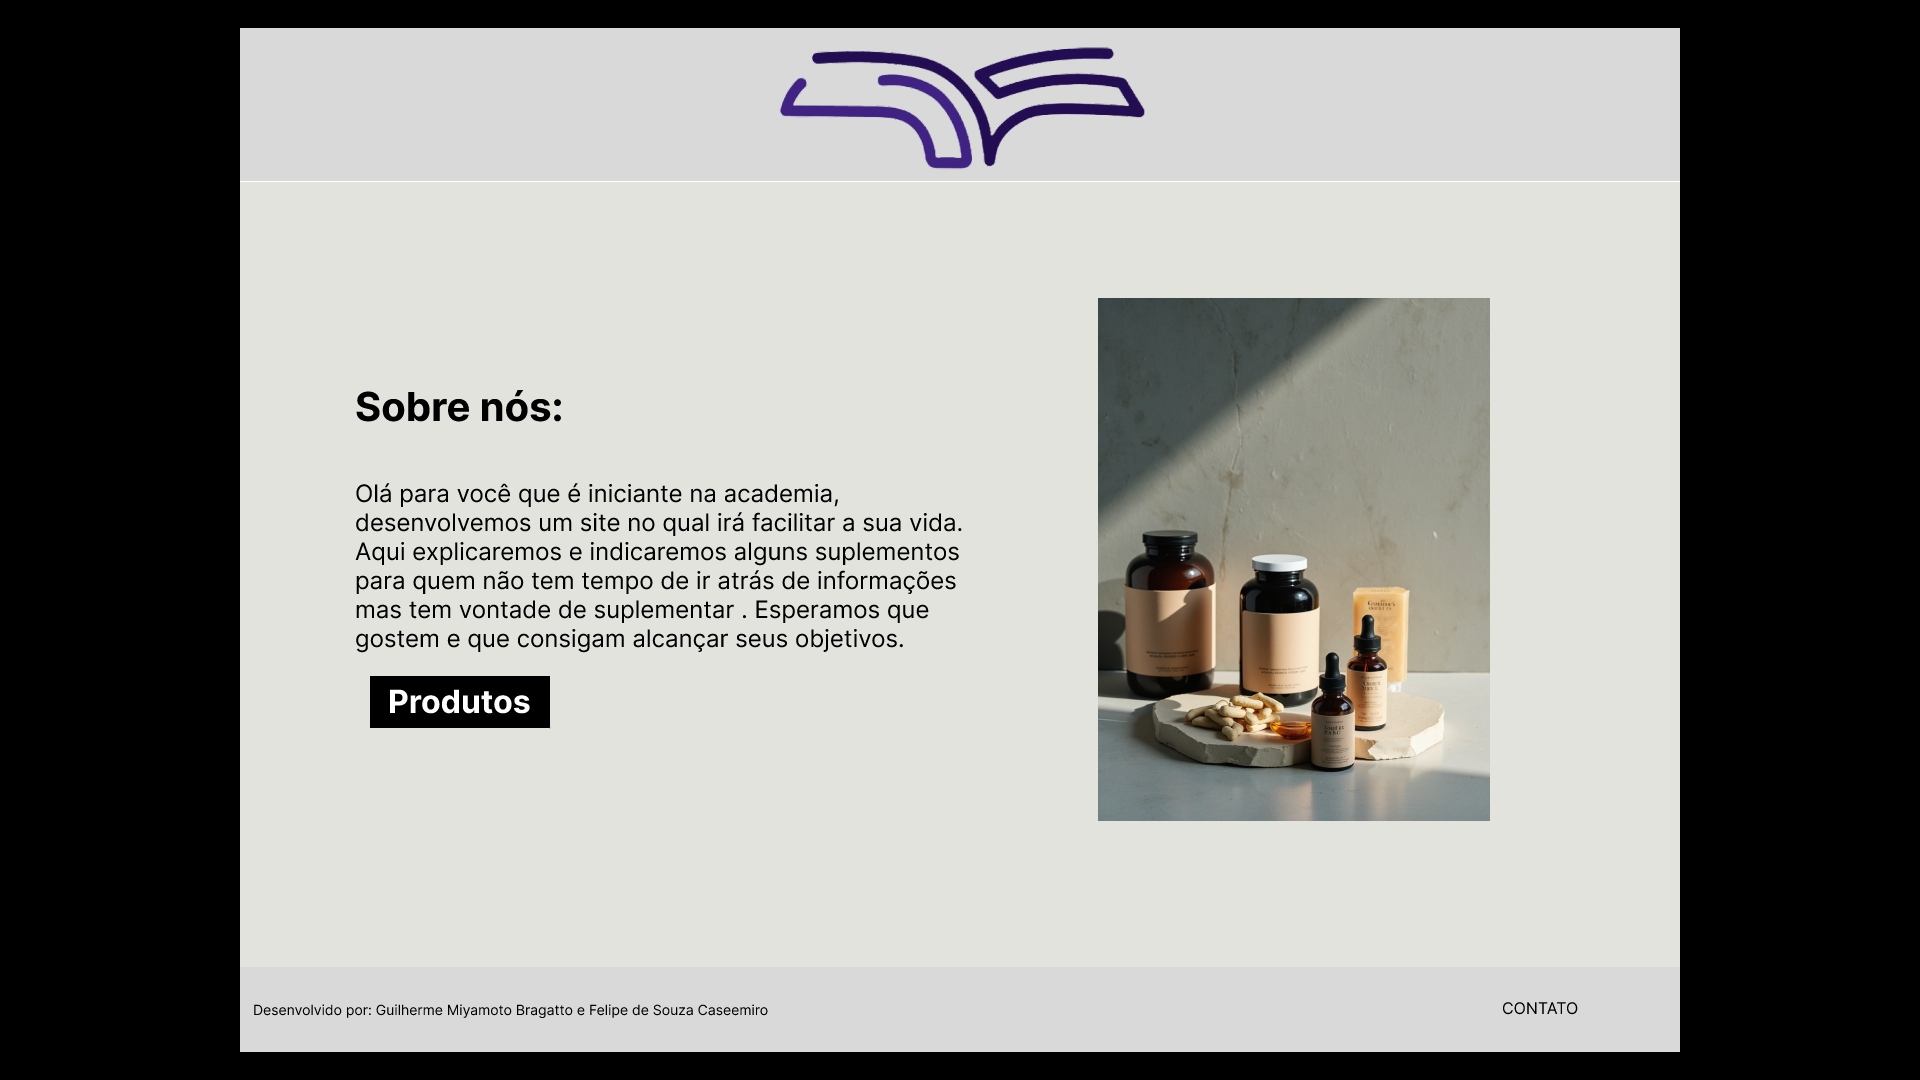 Sobre nós:
Olá para você que é iniciante na academia,
desenvolvemos um site no qual irá facilitar a sua vida.
Aqui explicaremos e indicaremos alguns suplementos
para quem não tem tempo de ir atrás de informações
mas tem vontade de suplementar . Esperamos que
gostem e que consigam alcançar seus objetivos.
Produtos
Desenvolvido por: Guilherme Miyamoto Bragatto e Felipe de Souza Caseemiro
CONTATO